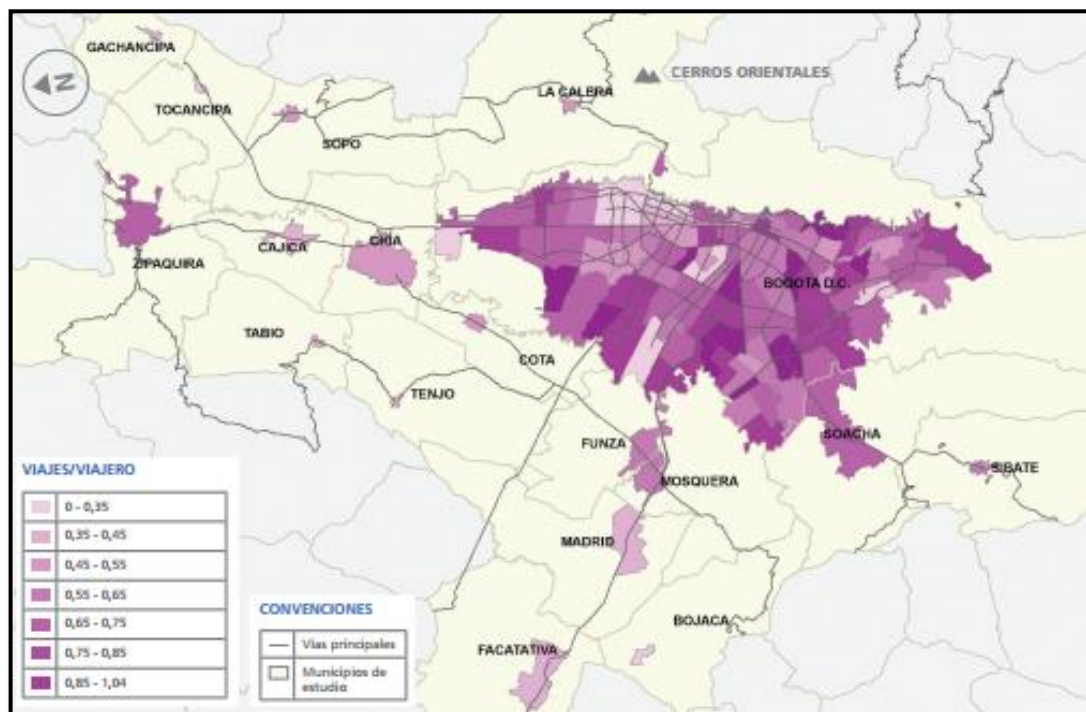 GACHANCIPA
N
TOCANCIPA
SOPO
LA CALERA
CERROS ORIENTALES
ZIPAQUIRA
CAJICA
CHIA
BOGOTA D.C.
TABIO
COTA
TENJO
FUNZA
SOACHA
SIBATE
MOSQUERA
MADRID
BOJACA
FACATATIVA
VIAJES/VIAJERO
0 - 0,35
0,35 - 0,45
0,45 - 0,55
0,55 - 0,65
0,65 - 0,75
0,75 - 0,85
0,85 - 1,04
CONVENCIONES
Vias principales
Municipios de
estudio